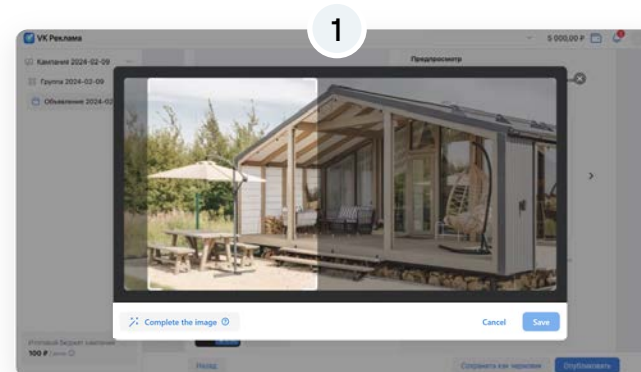 1
VK Реклама
5 000,00 ₽
Кампания 2024-02-09
Предпросмотр
Группа 2024-02-09
Объявление 2024-02
Complete the image
Cancel
Save
Итоговый бюджет кампании
100 ₽
Назад
Сохранить как черновик
Опубликовать